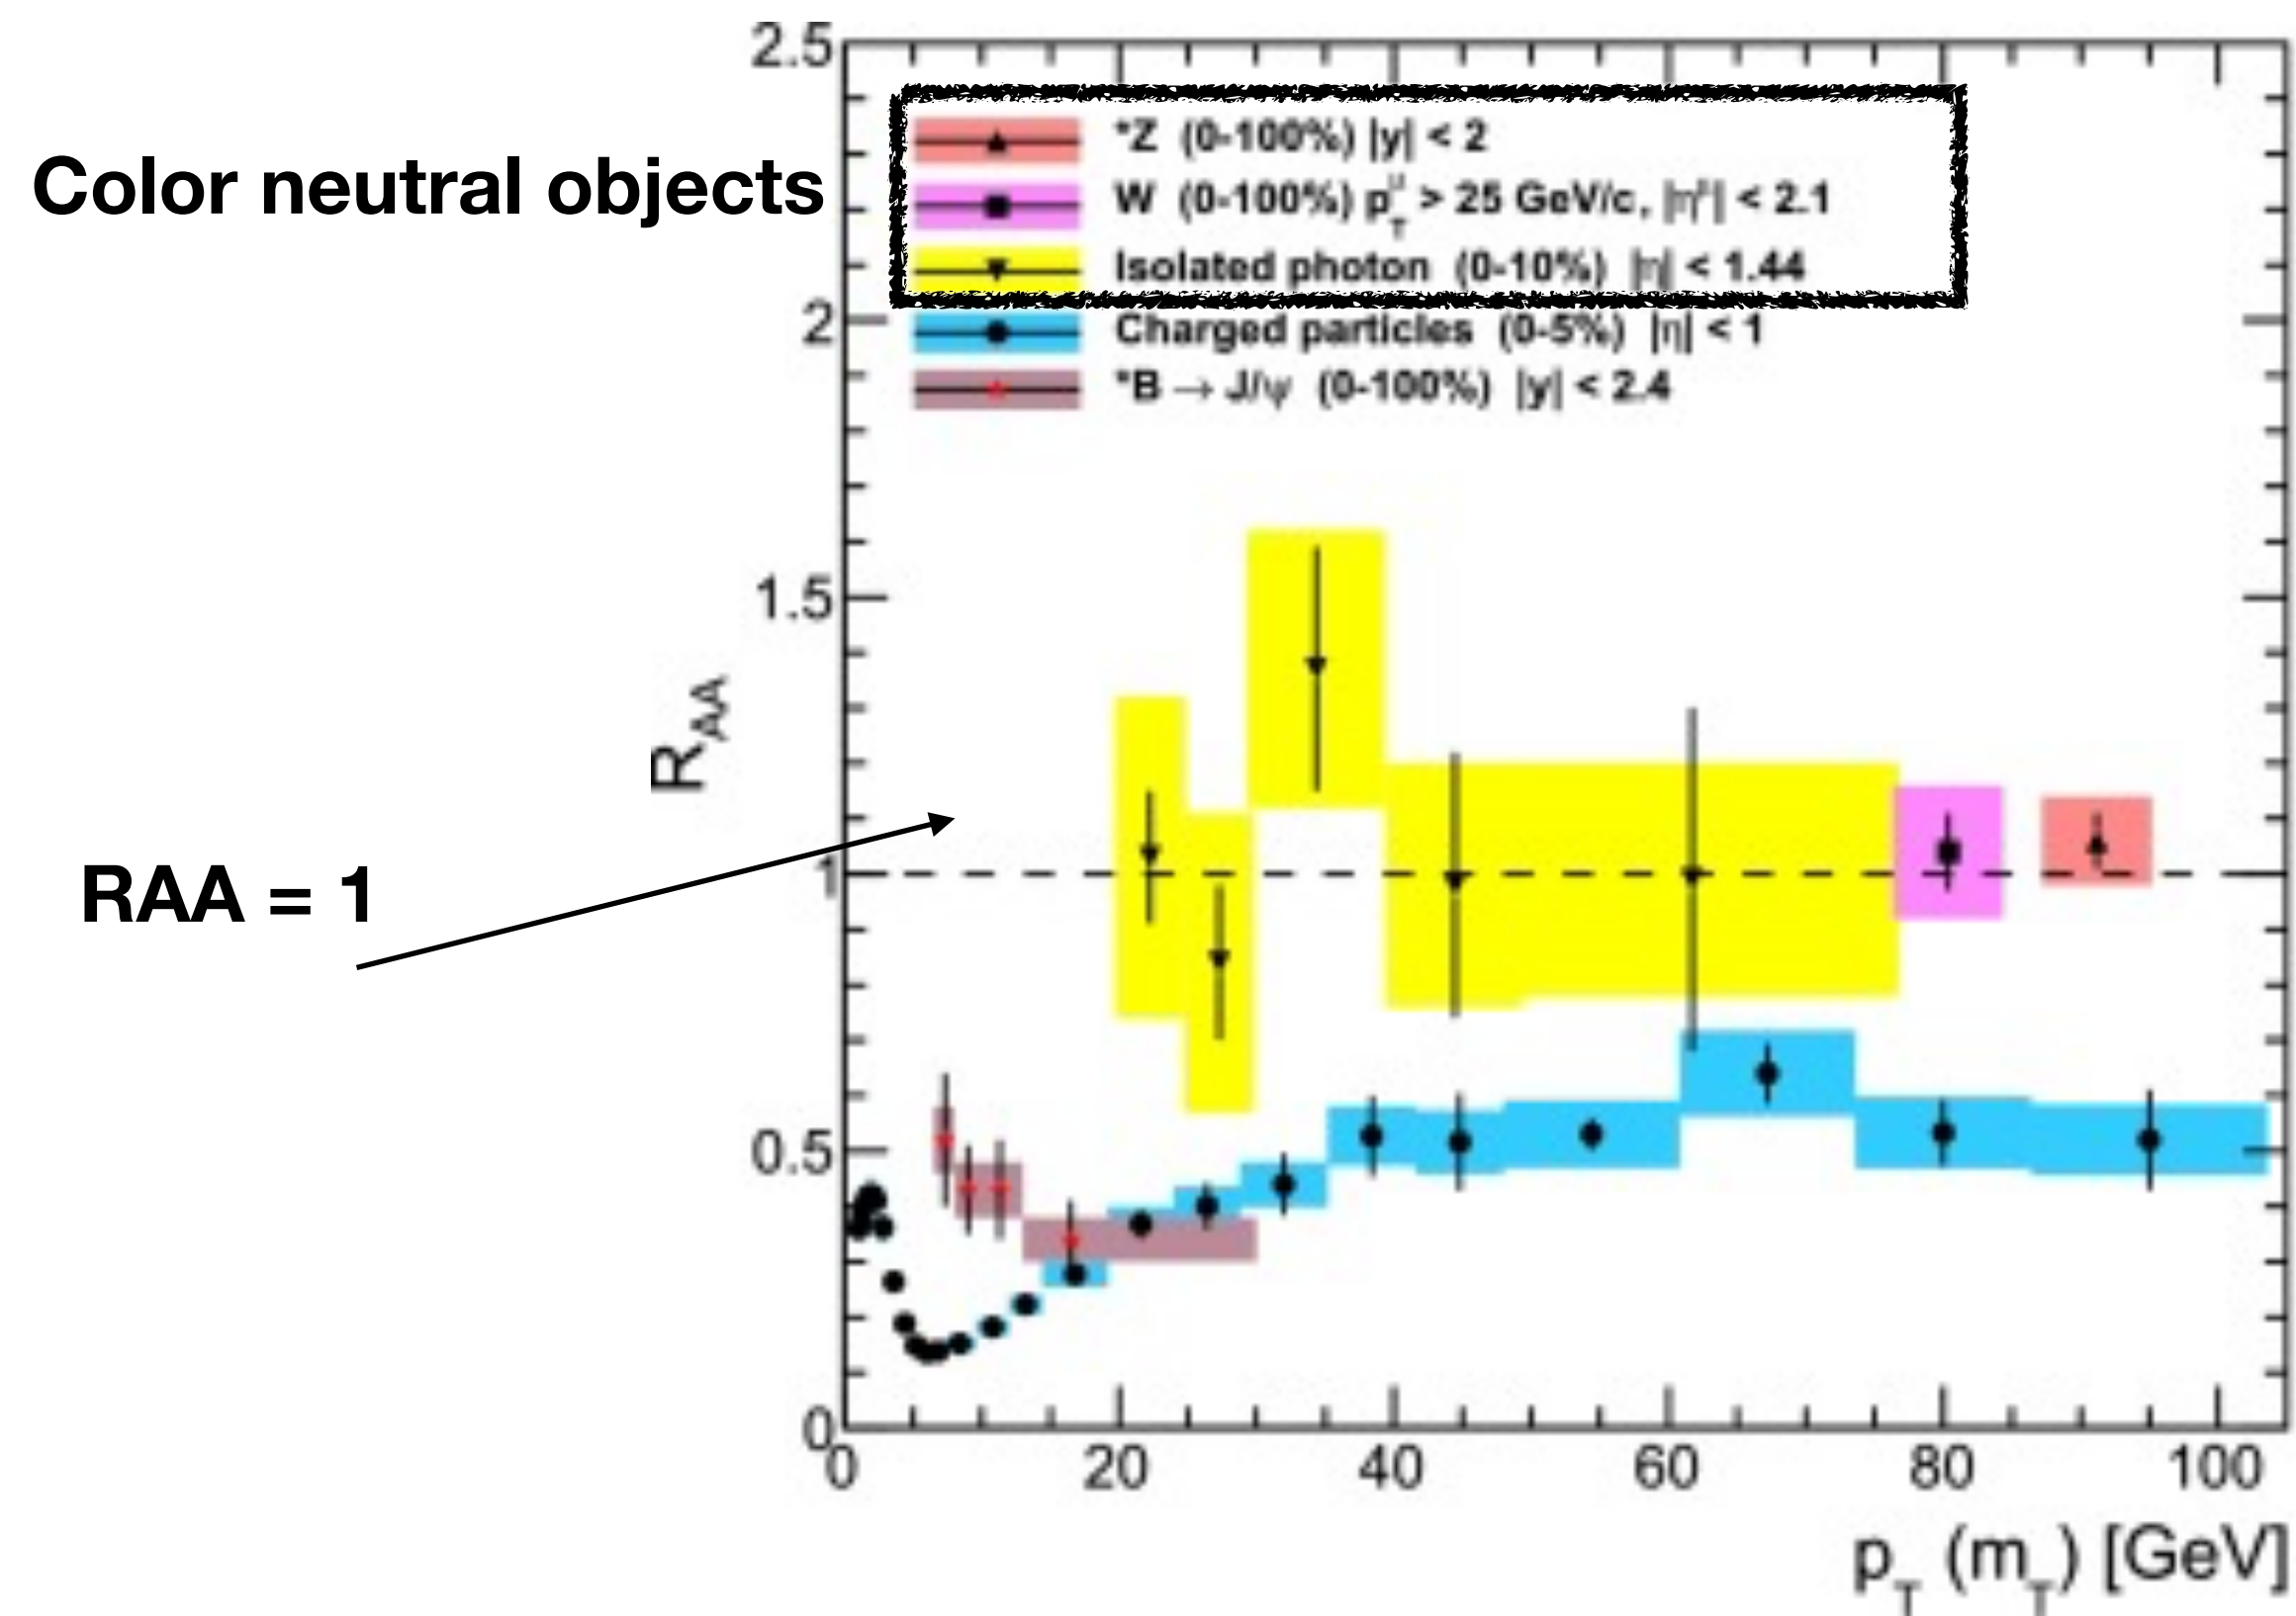 Color neutral objects
RAA = 1
*Z (0-100%) |y| < 2
W (0-100%) p_T^μ > 25 GeV/c, |η^μ| < 2.1
Isolated photon (0-10%) |η| < 1.44
Charged particles (0-5%) |η| < 1
*B → J/ψ (0-100%) |y| < 2.4
2.5
2
1.5
1
0.5
0
R_AA
0 20 40 60 80 100
p_T (m_T) [GeV]